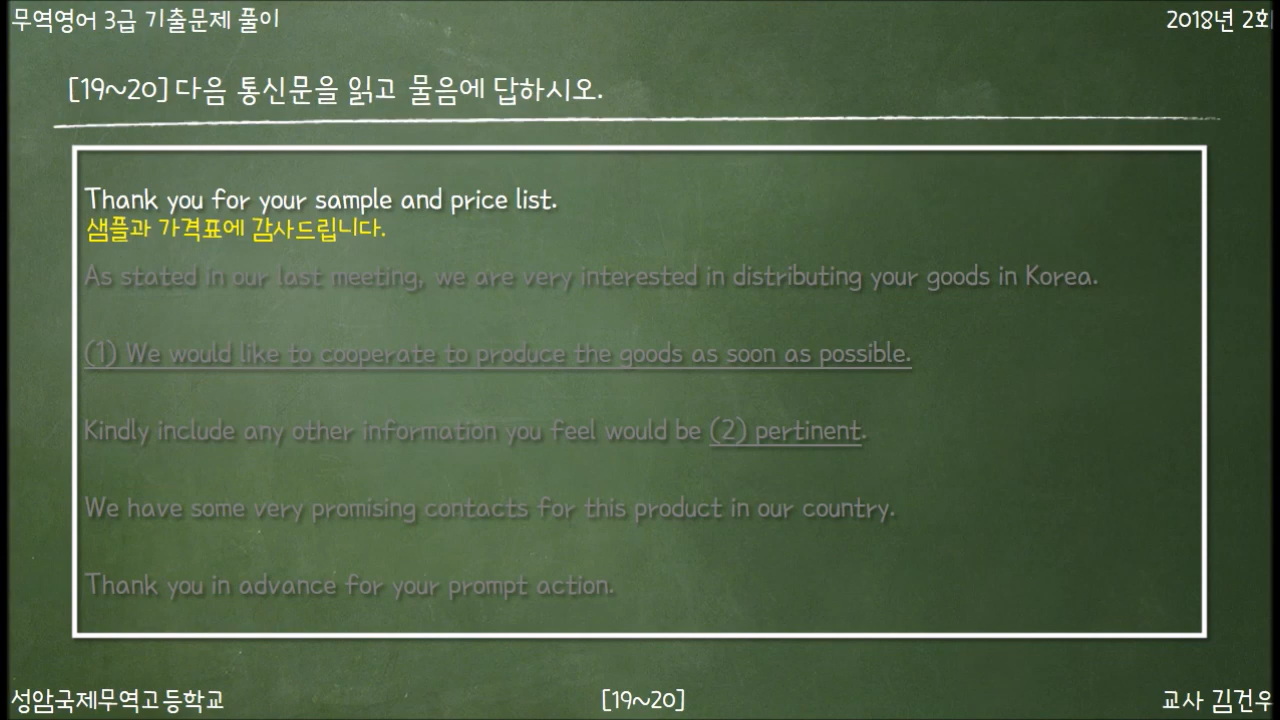 무역영어 3급 기출문제 풀이
2018년 2회
[19~20] 다음 통신문을 읽고 물음에 답하시오.
Thank you for your sample and price list.
샘플과 가격표에 감사드립니다.
As stated in our last meeting, we are very interested in distributing your goods in Korea.
(1) We would like to cooperate to produce the goods as soon as possible.
Kindly include any other information you feel would be (2) pertinent.
We have some very promising contacts for this product in our country.
Thank you in advance for your prompt action.
성암국제무역고등학교
[19~20]
교사 김건우